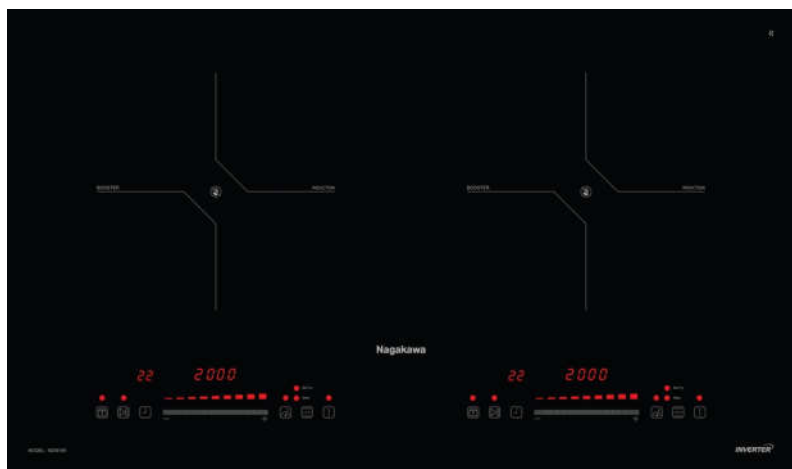 BOOSTER INDUCTION BOOSTER INDUCTION
Nagakawa
22 2000 22 2000
INVERTER